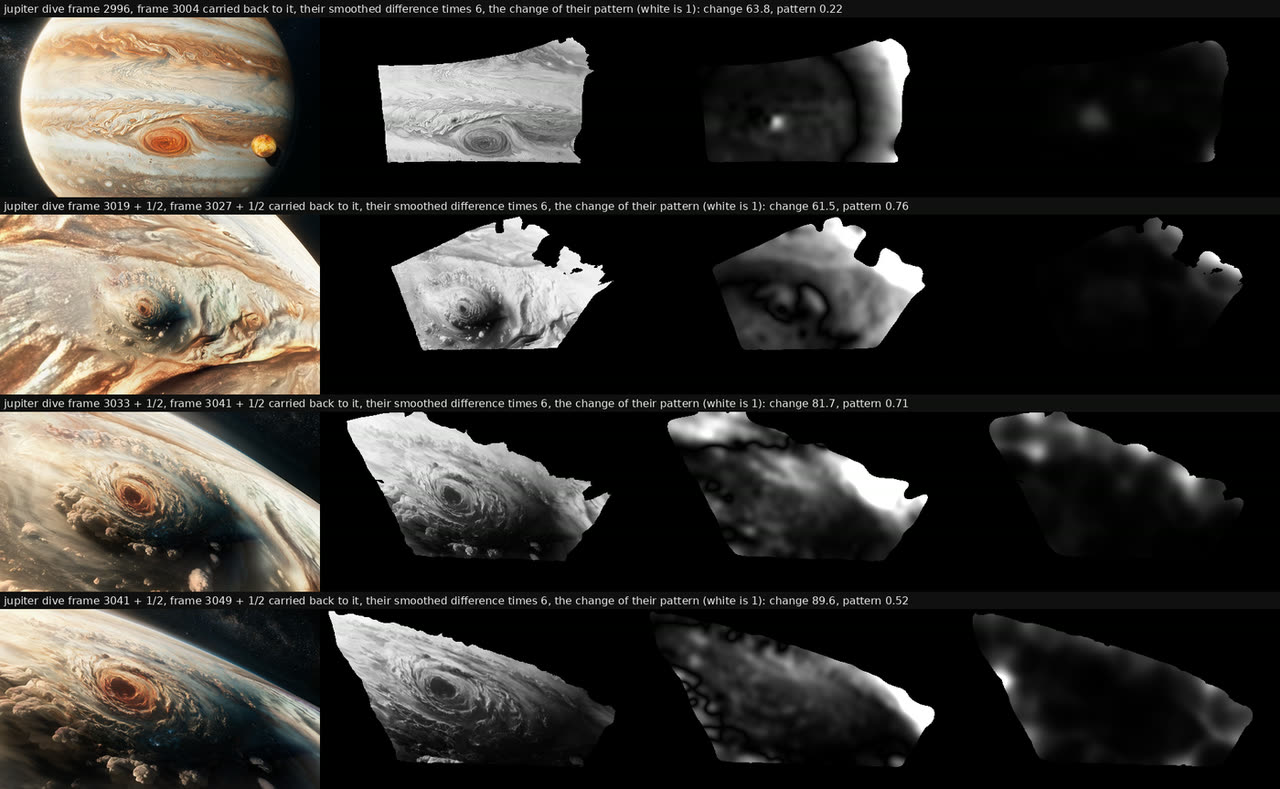 jupiter 2996, frame 3004 carried back to it, their smoothed difference times 6, the change of their pattern (white is 1): change 63.8, pattern 0.22
jupiter dive frame 3019 + 1/2, frame 3027 + 1/2 carried back to it, their smoothed difference times 6, the change of their pattern (white is 1): change 61.5, pattern 0.76
jupiter dive frame 3033 + 1/2, frame 3041 + 1/2 carried back to it, their smoothed difference times 6, the change of their pattern (white is 1): change 81.7, pattern 0.71
jupiter dive frame 3041 + 1/2, frame 3049 + 1/2 carried back to it, their smoothed difference times 6, the change of their pattern (white is 1): change 89.6, pattern 0.52